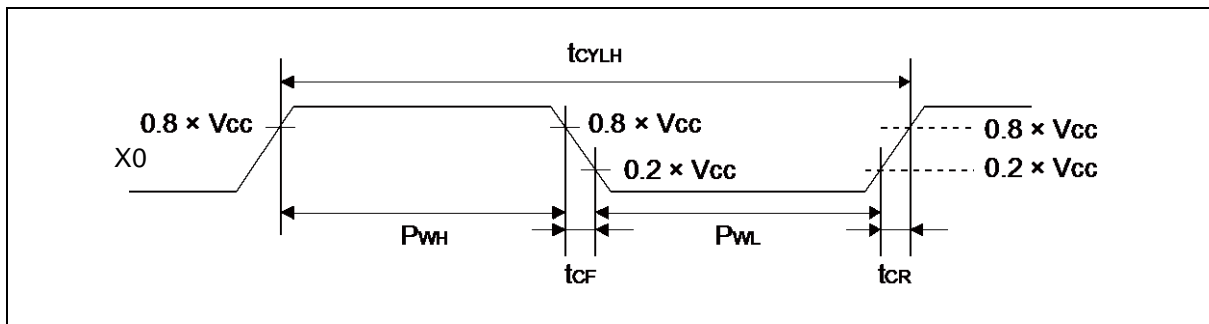 tCYLH
0.8 × Vcc
0.8 × Vcc
0.8 × Vcc
X0
0.2 × Vcc
0.2 × Vcc
PWH
PWL
tCF
tCR